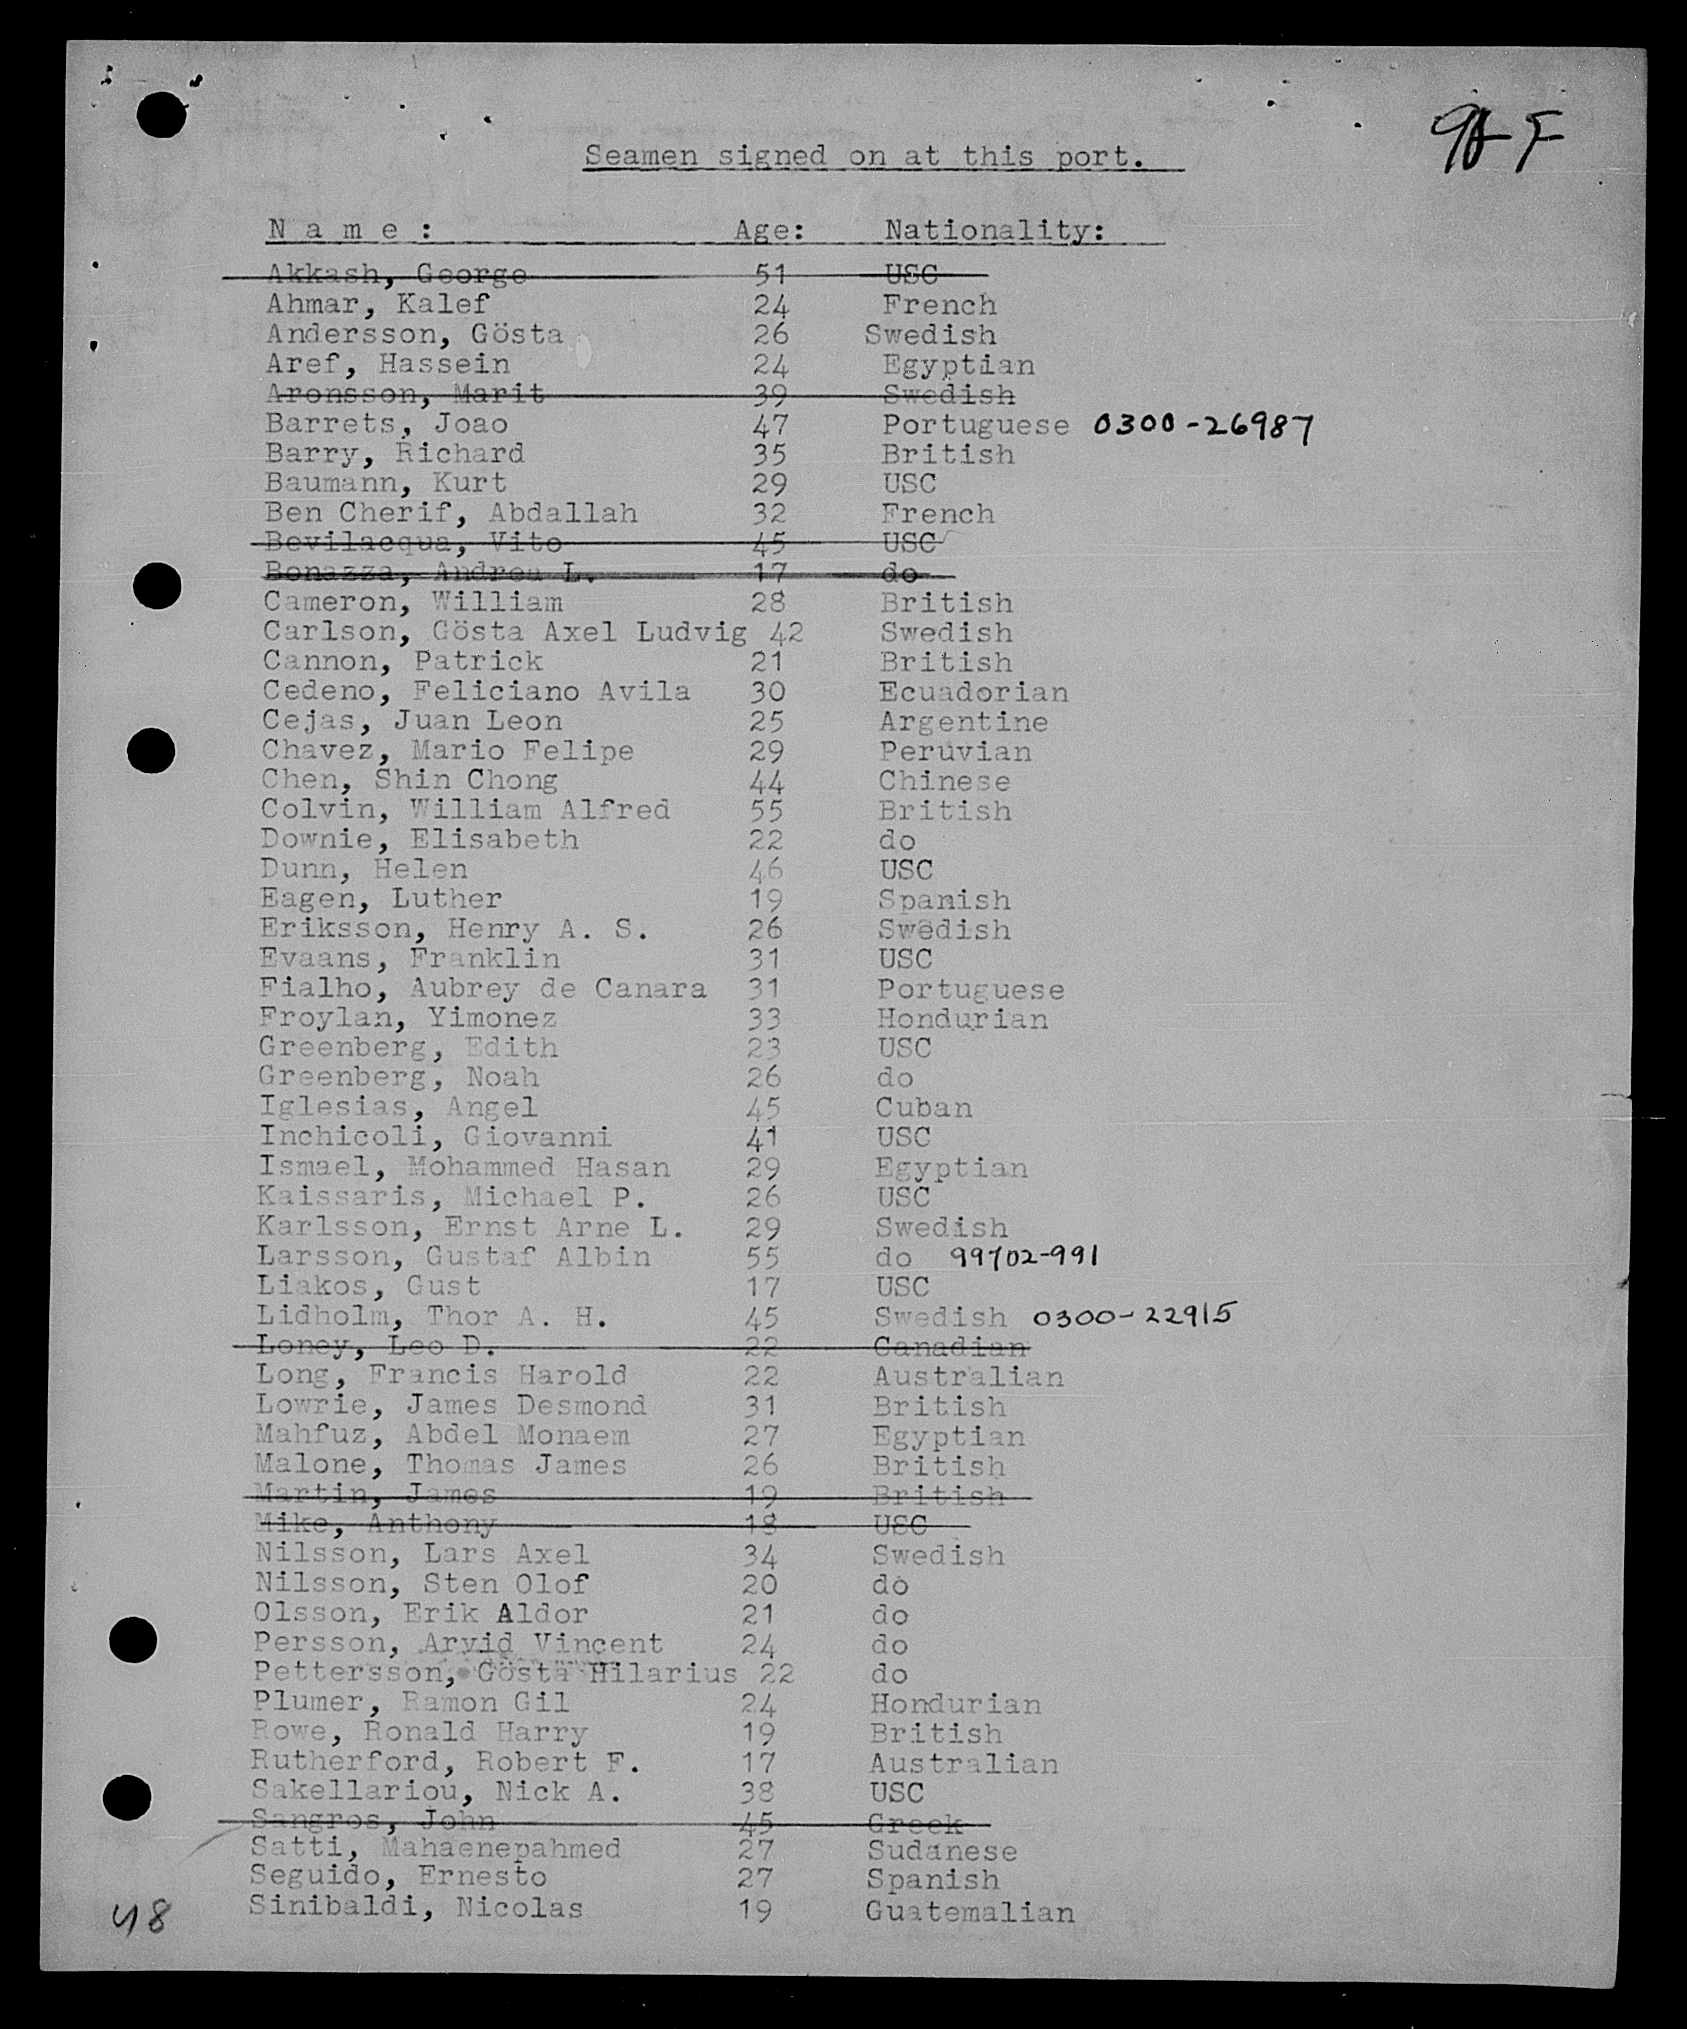 98 F
Seamen signed on at this port.
N a m e : Age: Nationality:
Akkash, George 51 USC
Ahmar, Kalef 24 French
Andersson, Gösta 26 Swedish
Aref, Hassein 24 Egyptian
Aronsson, Marit 39 Swedish
Barrets, Joao 47 Portuguese 0300-26987
Barry, Richard 35 British
Baumann, Kurt 29 USC
Ben Cherif, Abdallah 32 French
Bevilacqua, Vito 45 USC
Bonazza, Andrea L. 17 do
Cameron, William 28 British
Carlson, Gösta Axel Ludvig 42 Swedish
Cannon, Patrick 21 British
Cedeno, Feliciano Avila 30 Ecuadorian
Cejas, Juan Leon 25 Argentine
Chavez, Mario Felipe 29 Peruvian
Chen, Shin Chong 44 Chinese
Colvin, William Alfred 55 British
Downie, Elisabeth 22 do
Dunn, Helen 46 USC
Eagen, Luther 19 Spanish
Eriksson, Henry A. S. 26 Swedish
Evaans, Franklin 31 USC
Fialho, Aubrey de Canara 31 Portuguese
Froylan, Yimonez 33 Hondurian
Greenberg, Edith 23 USC
Greenberg, Noah 26 do
Iglesias, Angel 45 Cuban
Inchicoli, Giovanni 41 USC
Ismael, Mohammed Hasan 29 Egyptian
Kaissaris, Michael P. 26 USC
Karlsson, Ernst Arne L. 29 Swedish
Larsson, Gustaf Albin 55 do 99702-991
Liakos, Gust 17 USC
Lidholm, Thor A. H. 45 Swedish 0300-22915
Loney, Leo D. 22 Canadian
Long, Francis Harold 22 Australian
Lowrie, James Desmond 31 British
Mahfuz, Abdel Monaem 27 Egyptian
Malone, Thomas James 26 British
Martin, James 19 British
Mike, Anthony 18 USC
Nilsson, Lars Axel 34 Swedish
Nilsson, Sten Olof 20 do
Olsson, Erik Aldor 21 do
Persson, Arvid Vincent 24 do
Pettersson, Gösta Hilarius 22 do
Plumer, Ramon Gil 24 Hondurian
Rowe, Ronald Harry 19 British
Rutherford, Robert F. 17 Australian
Sakellariou, Nick A. 38 USC
Sangros, John 45 Greek
Satti, Mahaenepahmed 27 Sudanese
Seguido, Ernesto 27 Spanish
Sinibaldi, Nicolas 19 Guatemalian
48